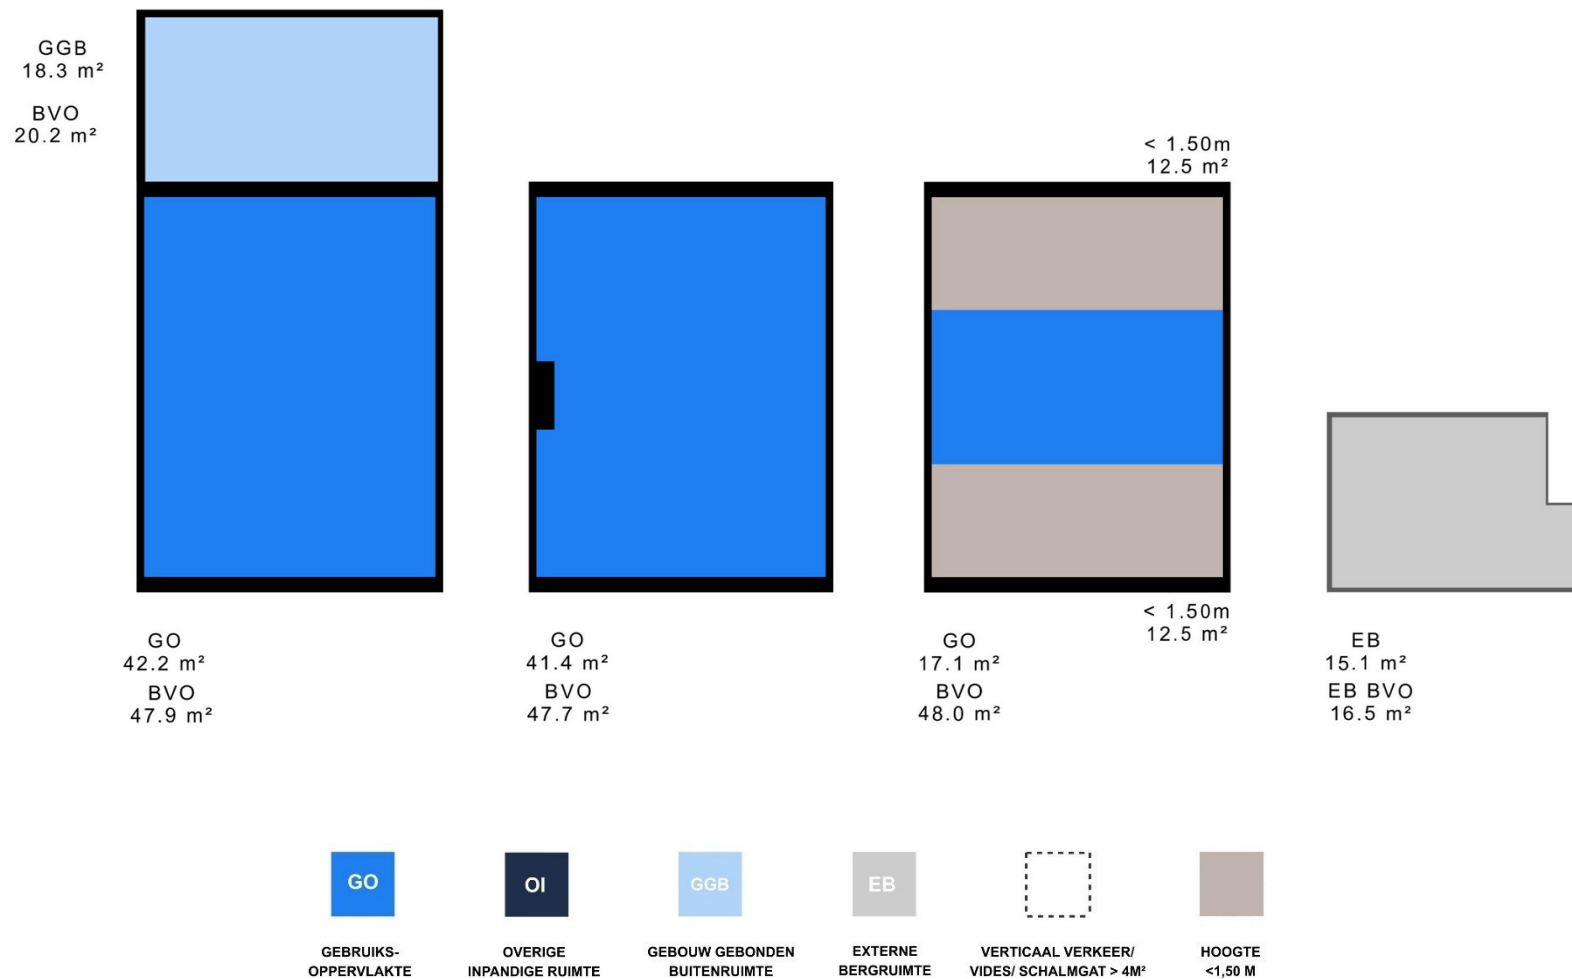 GGB
18.3 m²
BVO
20.2 m²
< 1.50m
12.5 m²
< 1.50m
12.5 m²
GO
42.2 m²
BVO
47.9 m²
GO
41.4 m²
BVO
47.7 m²
GO
17.1 m²
BVO
48.0 m²
EB
15.1 m²
EB BVO
16.5 m²
GO
OI
GGB
EB
GEBRUIKS-
OPPERVLAKTE
OVERIGE
INPANDIGE RUIMTE
GEBOUW GEBONDEN
BUITENRUIMTE
EXTERNE
BERGRUIMTE
VERTICAAL VERKEER/
VIDES/ SCHALMGAT > 4M²
HOOGTE
<1,50 M